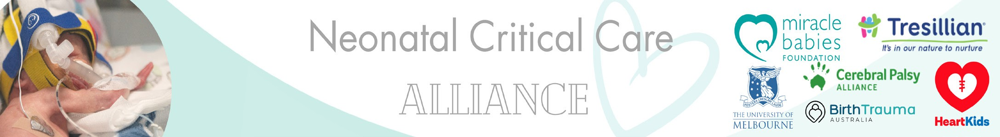 Neonatal Critical Care
ALLIANCE
miracle
babies
FOUNDATION
Tresillian®
It's in our nature to nurture
POSTERA CRESCAM LAUDE
THE UNIVERSITY OF
MELBOURNE
Cerebral Palsy
ALLIANCE
BirthTrauma
AUSTRALIA
HeartKids